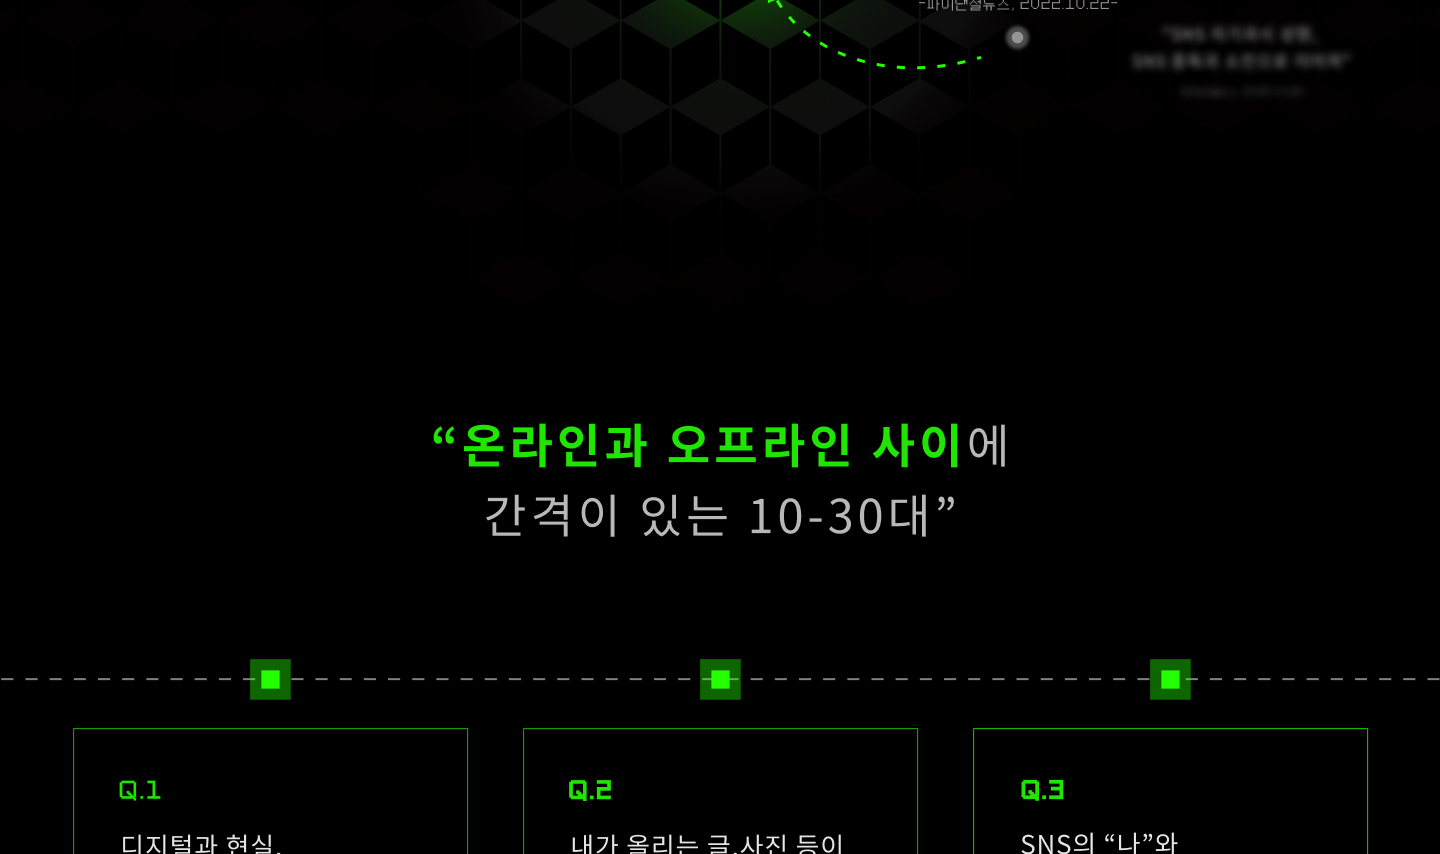 -파이낸셜뉴스, 2022.10.22-
“온라인과 오프라인 사이에
간격이 있는 10-30대”
Q.1
디지털과 현실,
Q.2
내가 올리는 글,사진 등이
Q.3
SNS의 “나”와